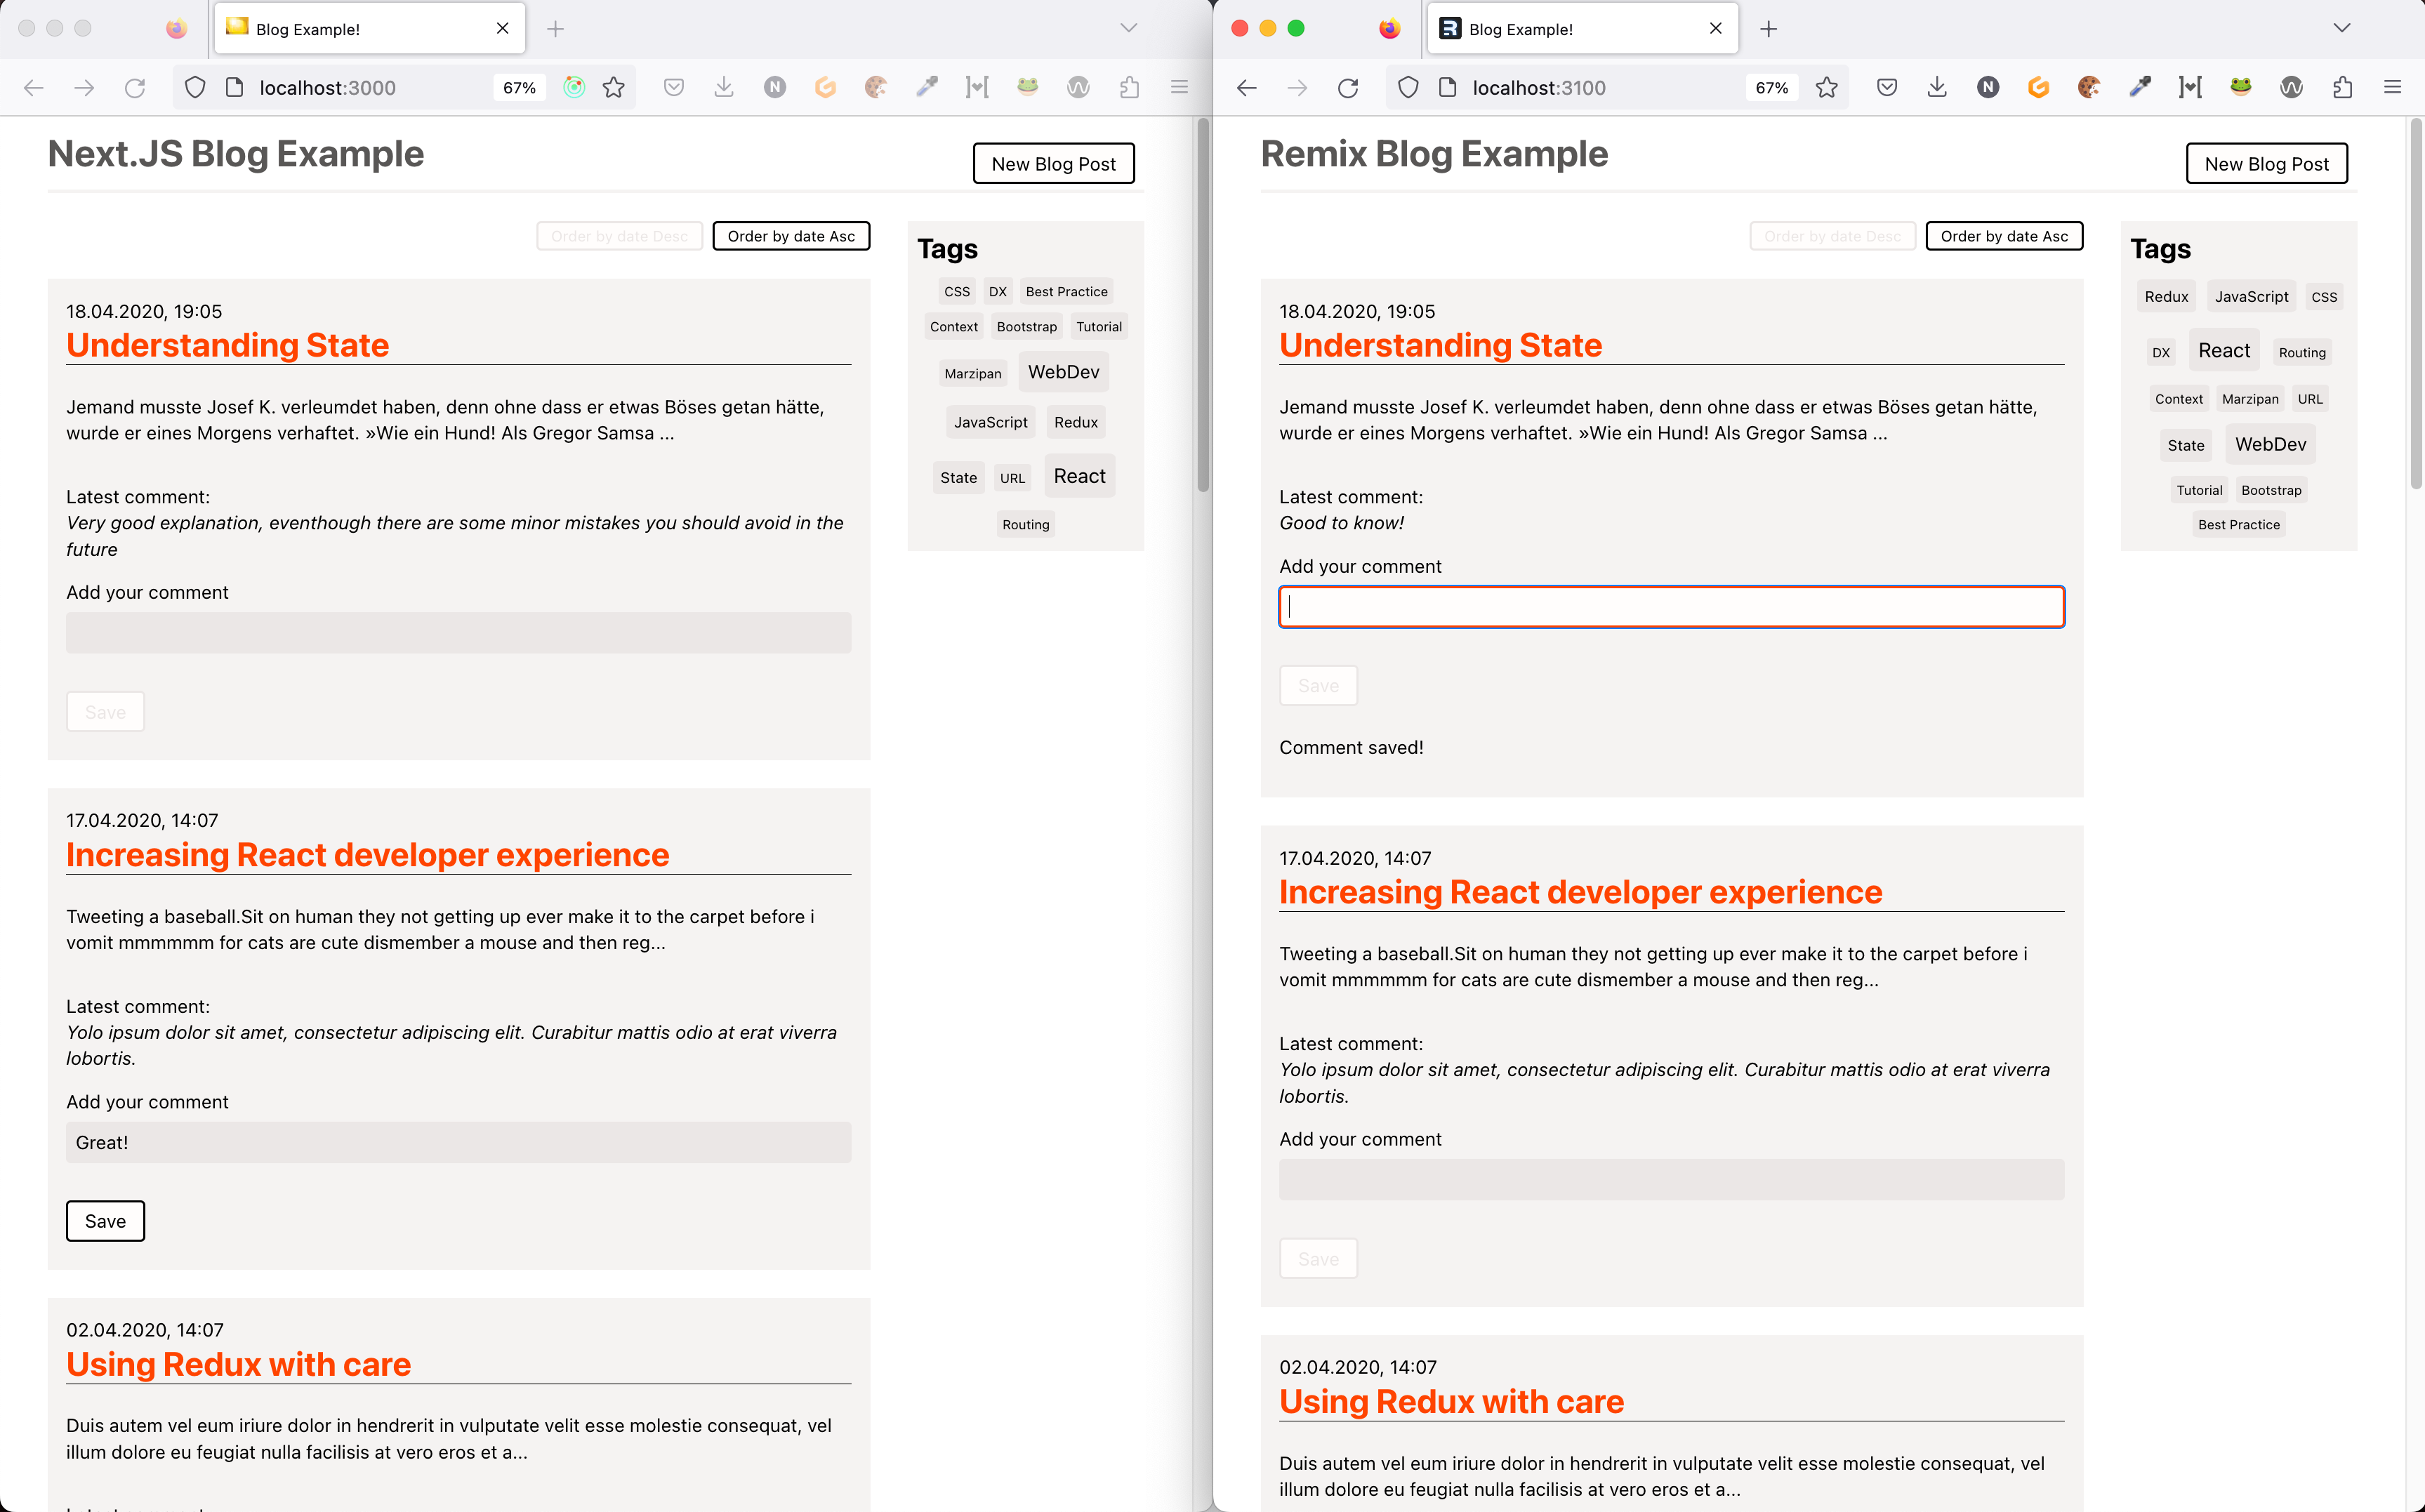 Blog Example!
localhost:3000
67%
Next.JS Blog Example
New Blog Post
Order by date Desc
Order by date Asc
18.04.2020, 19:05
Understanding State
Jemand musste Josef K. verleumdet haben, denn ohne dass er etwas Böses getan hätte,
wurde er eines Morgens verhaftet. »Wie ein Hund! Als Gregor Samsa ...
Latest comment:
Very good explanation, eventhough there are some minor mistakes you should avoid in the
future
Add your comment
Save
17.04.2020, 14:07
Increasing React developer experience
Tweeting a baseball.Sit on human they not getting up ever make it to the carpet before i
vomit mmmmmm for cats are cute dismember a mouse and then reg...
Latest comment:
Yolo ipsum dolor sit amet, consectetur adipiscing elit. Curabitur mattis odio at erat viverra
lobortis.
Add your comment
Great!
Save
02.04.2020, 14:07
Using Redux with care
Duis autem vel eum iriure dolor in hendrerit in vulputate velit esse molestie consequat, vel
illum dolore eu feugiat nulla facilisis at vero eros et a...
Tags
CSS DX Best Practice
Context Bootstrap Tutorial
Marzipan WebDev
JavaScript Redux
State URL React
Routing
Blog Example!
localhost:3100
67%
Remix Blog Example
New Blog Post
Order by date Desc
Order by date Asc
18.04.2020, 19:05
Understanding State
Jemand musste Josef K. verleumdet haben, denn ohne dass er etwas Böses getan hätte,
wurde er eines Morgens verhaftet. »Wie ein Hund! Als Gregor Samsa ...
Latest comment:
Good to know!
Add your comment
Save
Comment saved!
17.04.2020, 14:07
Increasing React developer experience
Tweeting a baseball.Sit on human they not getting up ever make it to the carpet before i
vomit mmmmmm for cats are cute dismember a mouse and then reg...
Latest comment:
Yolo ipsum dolor sit amet, consectetur adipiscing elit. Curabitur mattis odio at erat viverra
lobortis.
Add your comment
Save
02.04.2020, 14:07
Using Redux with care
Duis autem vel eum iriure dolor in hendrerit in vulputate velit esse molestie consequat, vel
illum dolore eu feugiat nulla facilisis at vero eros et a...
Tags
Redux JavaScript CSS
DX React Routing
Context Marzipan URL
State WebDev
Tutorial Bootstrap
Best Practice